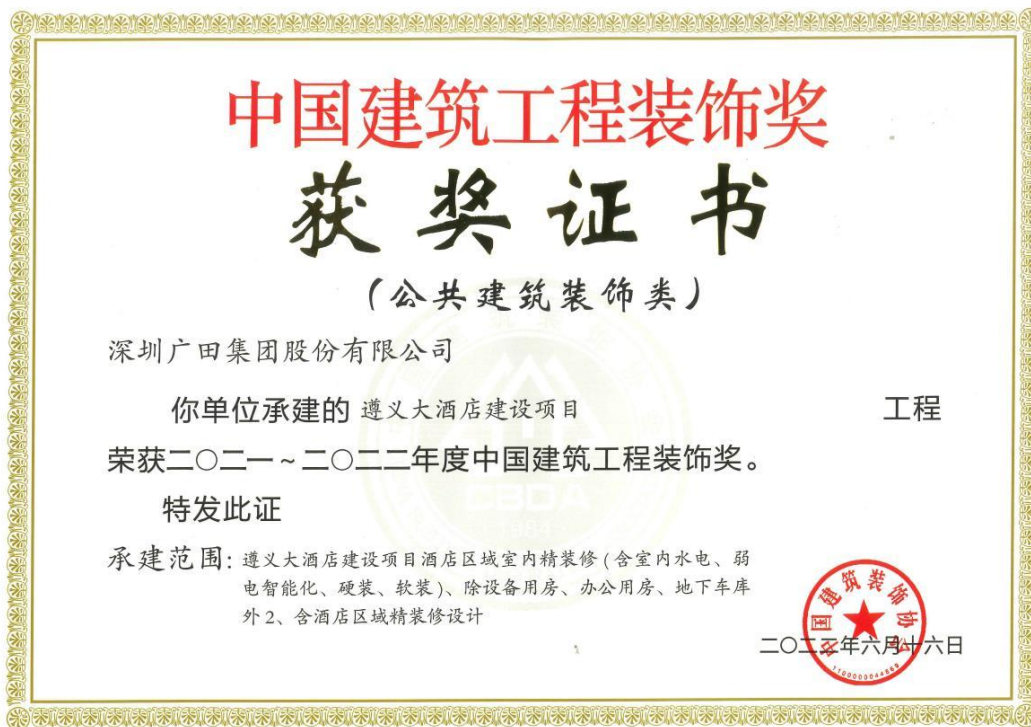 中国建筑工程装饰奖
获奖证书
(公共建筑装饰类)
深圳广田集团股份有限公司
你单位承建的 遵义大酒店建设项目 工程
荣获二〇二一~二〇二二年度中国建筑工程装饰奖。
特发此证
承建范围: 遵义大酒店建设项目酒店区域室内精装修(含室内水电、弱
电智能化、硬装、软装)、除设备用房、办公用房、地下车库
外2、含酒店区域精装修设计
中国建筑装饰协会
年六月十六日
CBDA
1984